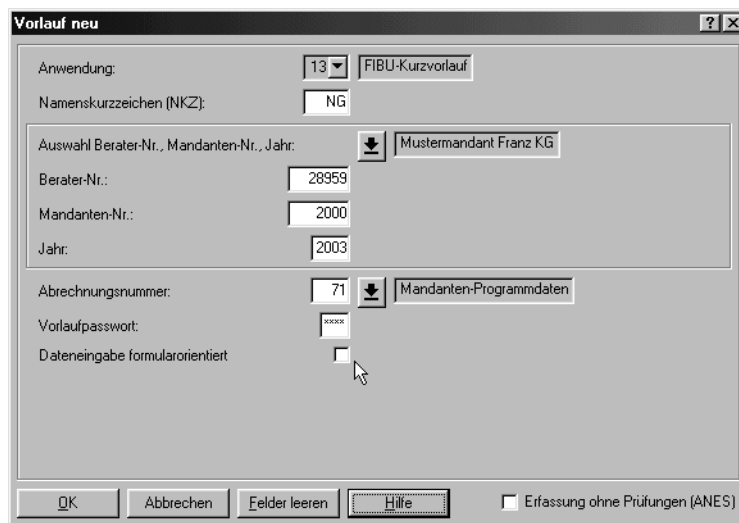 Vorlauf neu
Anwendung: 13 FIBU-Kurzvorlauf
Namenskurzzeichen (NKZ): NG
Auswahl Berater-Nr., Mandanten-Nr., Jahr: Mustermandant Franz KG
Berater-Nr.: 28959
Mandanten-Nr.: 2000
Jahr: 2003
Abrechnungsnummer: 71 Mandanten-Programmdaten
Vorlaufpasswort: ××××
Dateneingabe formularorientiert
OK Abbrechen Felder leeren Hilfe Erfassung ohne Prüfungen (ANES)